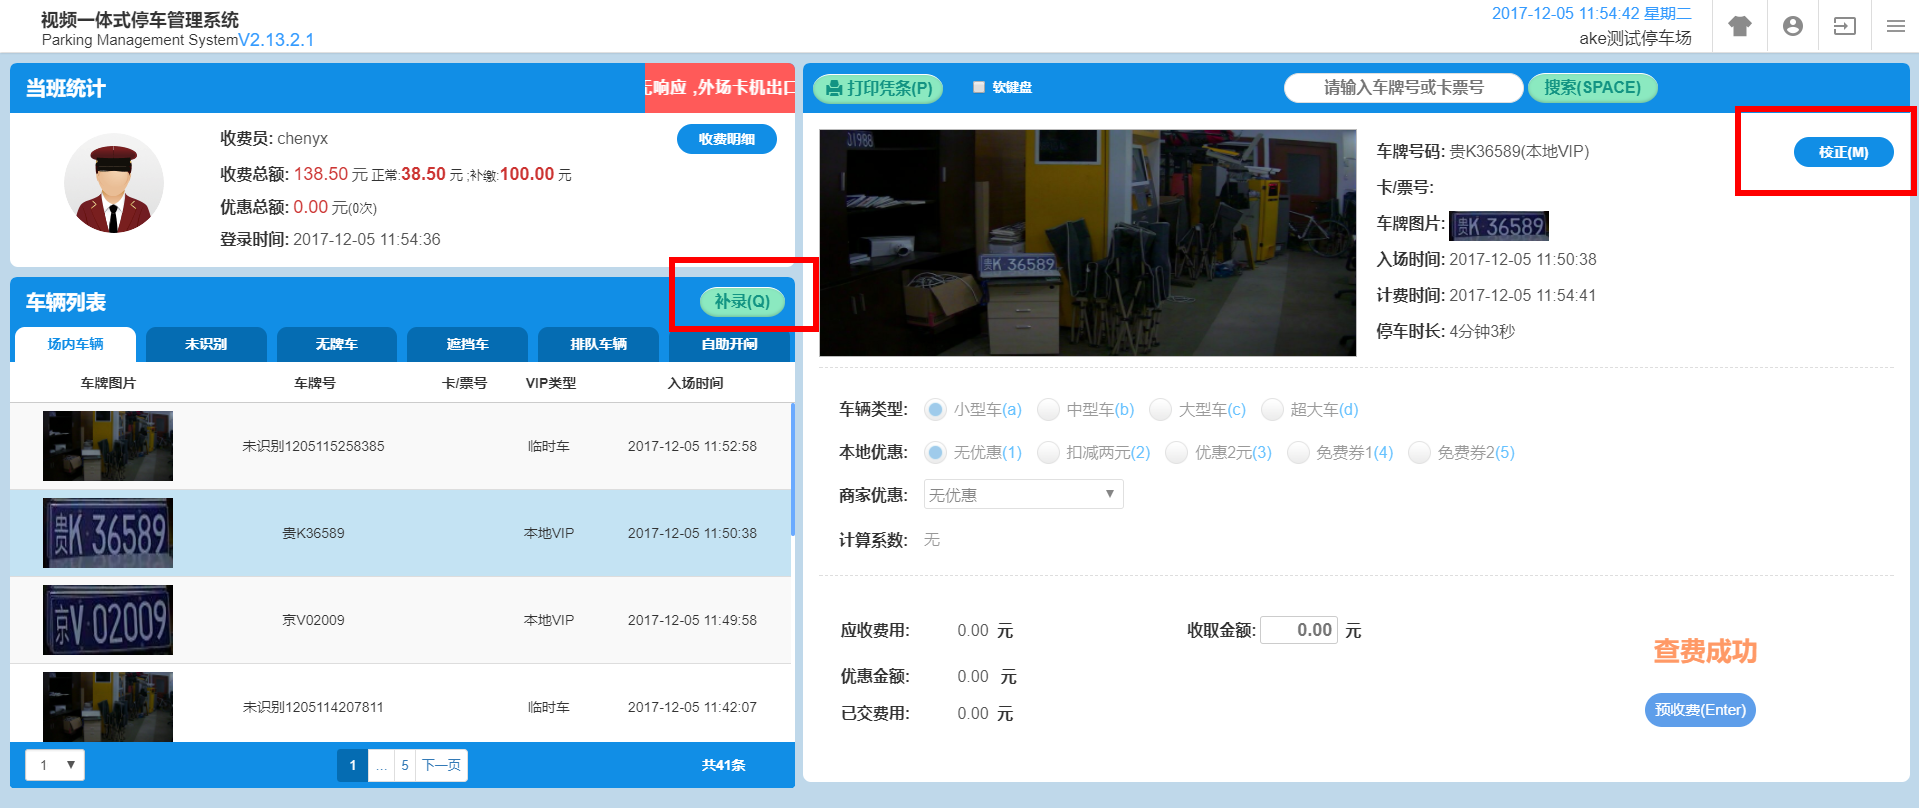 视频一体式停车管理系统
Parking Management SystemV2.13.2.1
2017-12-05 11:54:42 星期二
ake测试停车场
当班统计
无响应 ,外场卡机出口
收费员: chenyx
收费明细
收费总额: 138.50 元 正常:38.50 元 ;补缴:100.00 元
优惠总额: 0.00 元(0次)
登录时间: 2017-12-05 11:54:36
车辆列表
补录(Q)
场内车辆 未识别 无牌车 遮挡车 排队车辆 自助开闸
车牌图片 车牌号 卡/票号 VIP类型 入场时间
未识别1205115258385 临时车 2017-12-05 11:52:58
贵K·36589 贵K36589 本地VIP 2017-12-05 11:50:38
京V·02009 京V02009 本地VIP 2017-12-05 11:49:58
未识别1205114207811 临时车 2017-12-05 11:42:07
1 ▼ 1 ... 5 下一页 共41条
打印凭条(P) 软键盘 请输入车牌号或卡票号 搜索(SPACE)
J1988
贵K 36589
车牌号码: 贵K36589(本地VIP)
校正(M)
卡/票号:
车牌图片: 贵K 36589
入场时间: 2017-12-05 11:50:38
计费时间: 2017-12-05 11:54:41
停车时长: 4分钟3秒
车辆类型: 小型车(a) 中型车(b) 大型车(c) 超大车(d)
本地优惠: 无优惠(1) 扣减两元(2) 优惠2元(3) 免费券1(4) 免费券2(5)
商家优惠: 无优惠 ▼
计算系数: 无
应收费用: 0.00 元 收取金额: 0.00 元
优惠金额: 0.00 元
已交费用: 0.00 元
查费成功
预收费(Enter)